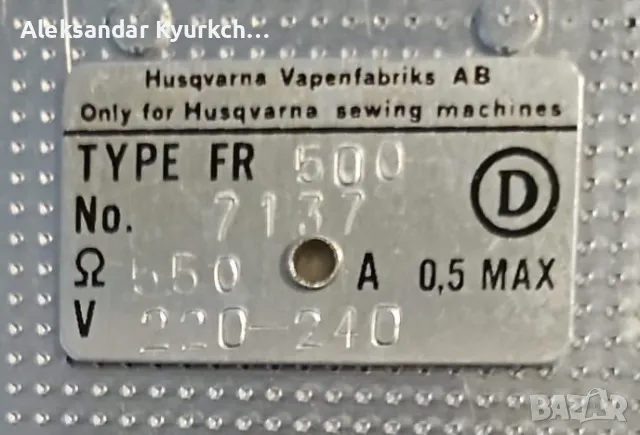 Aleksandar Kyurkch...
Husqvarna Vapenfabriks AB
Only for Husqvarna sewing machines
TYPE FR 500
No. 7137
D
Ω 550 A 0,5 MAX
V 220-240
BAZAR